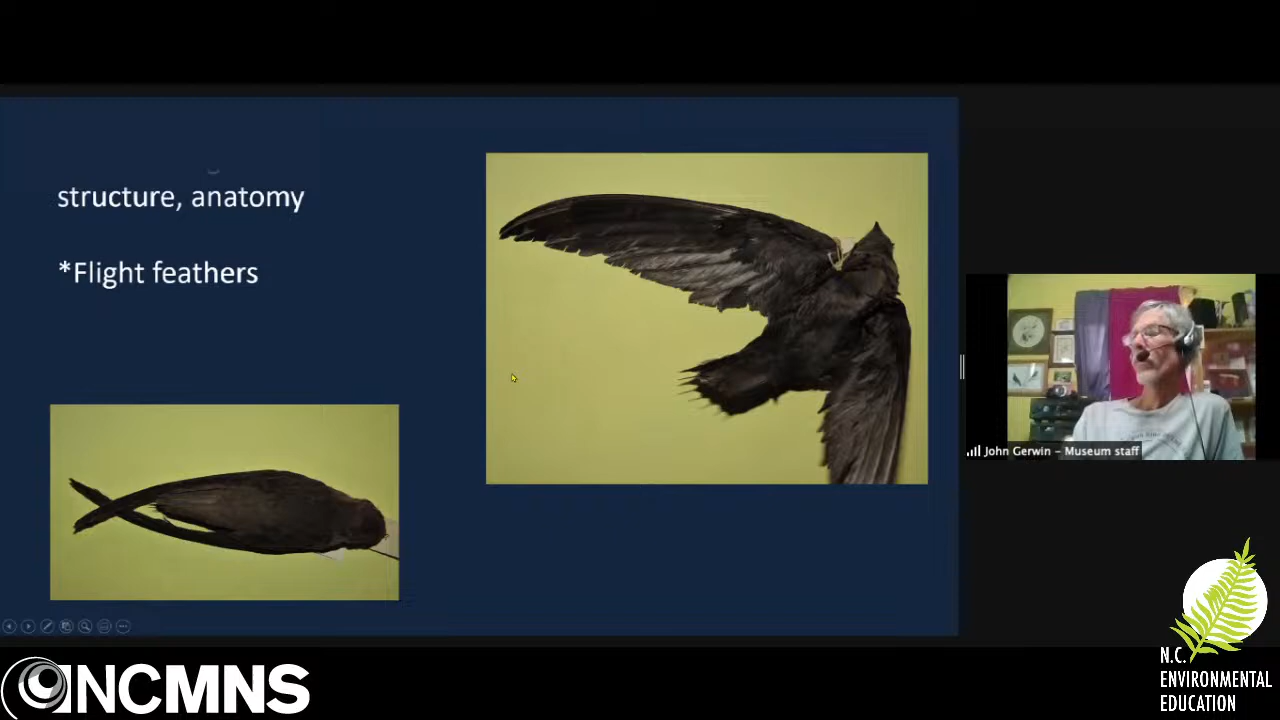 structure, anatomy
*Flight feathers
John Gerwin - Museum staff
NCMNS
N.C.
ENVIRONMENTAL
EDUCATION